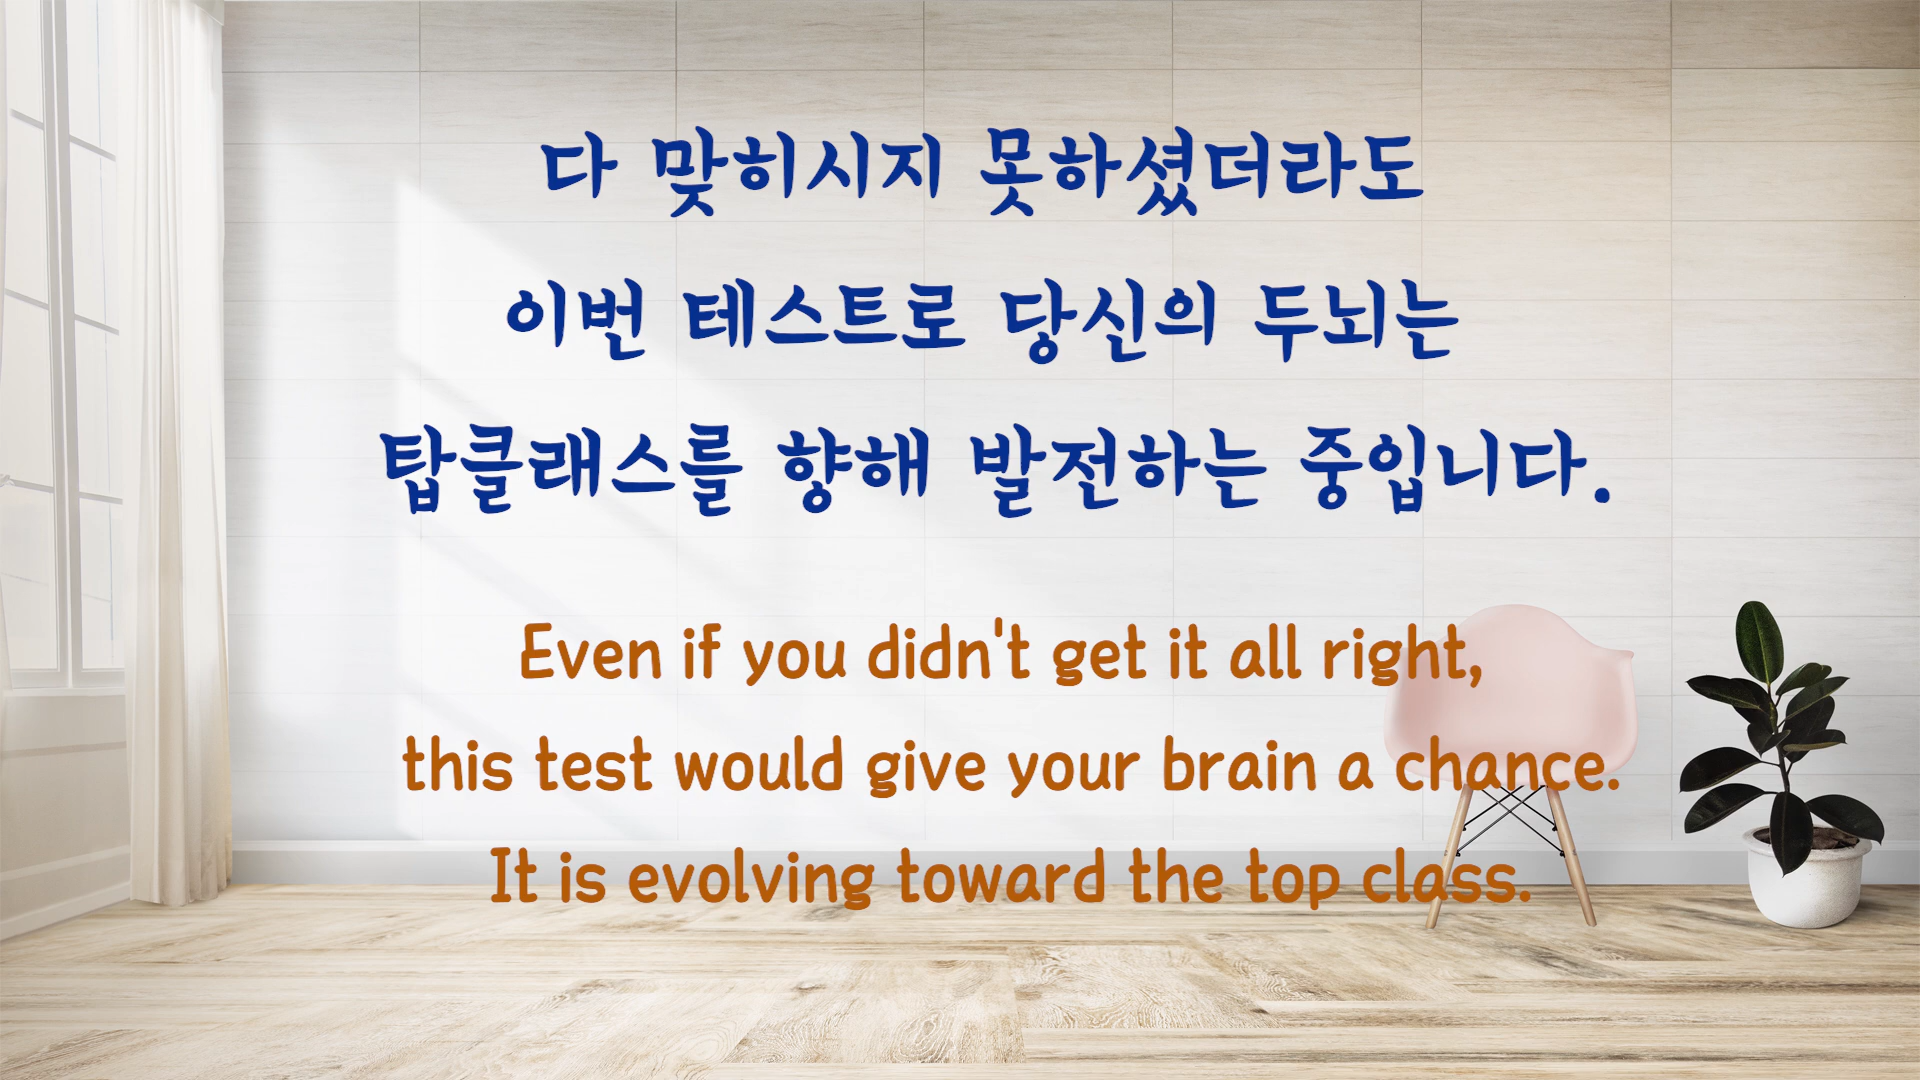 다 맞히시지 못하셨더라도
이번 테스트로 당신의 두뇌는
탑클래스를 향해 발전하는 중입니다.
Even if you didn't get it all right,
this test would give your brain a chance.
It is evolving toward the top class.